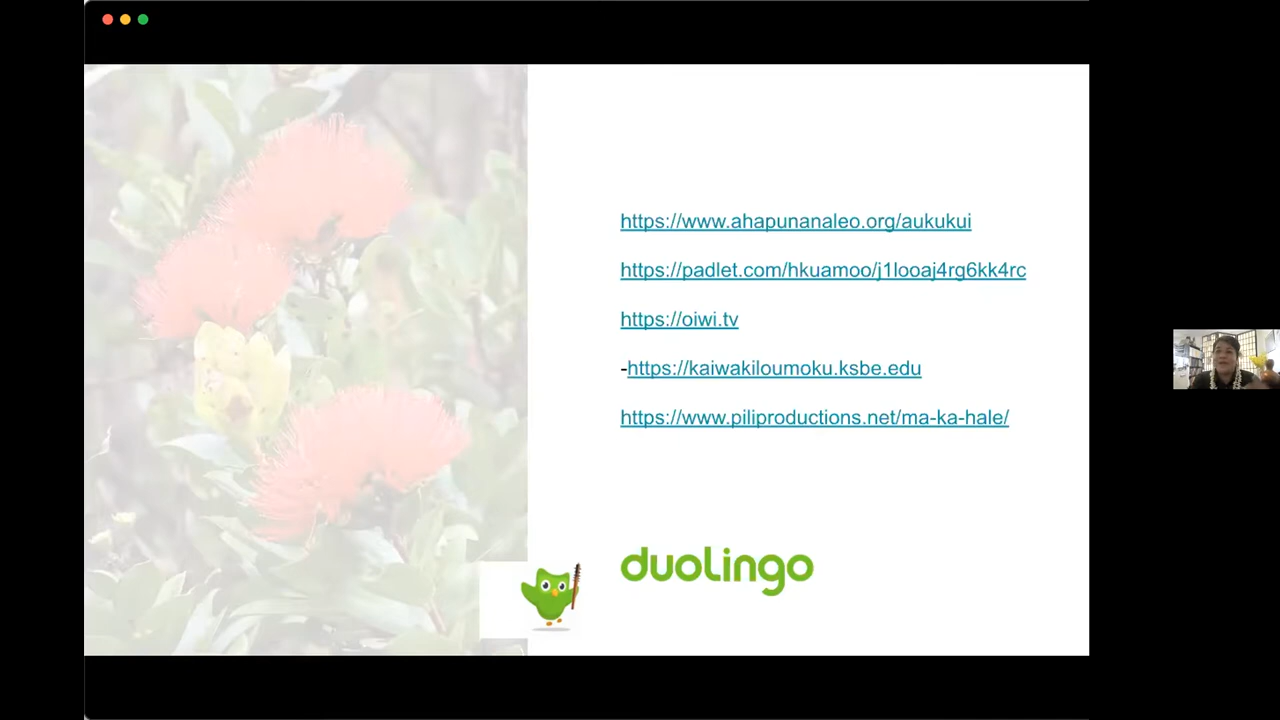 https://www.ahapunanaleo.org/aukukui
https://padlet.com/hkuamoo/j1looaj4rg6kk4rc
https://oiwi.tv
-https://kaiwakiloumoku.ksbe.edu
https://www.piliproductions.net/ma-ka-hale/
duolingo